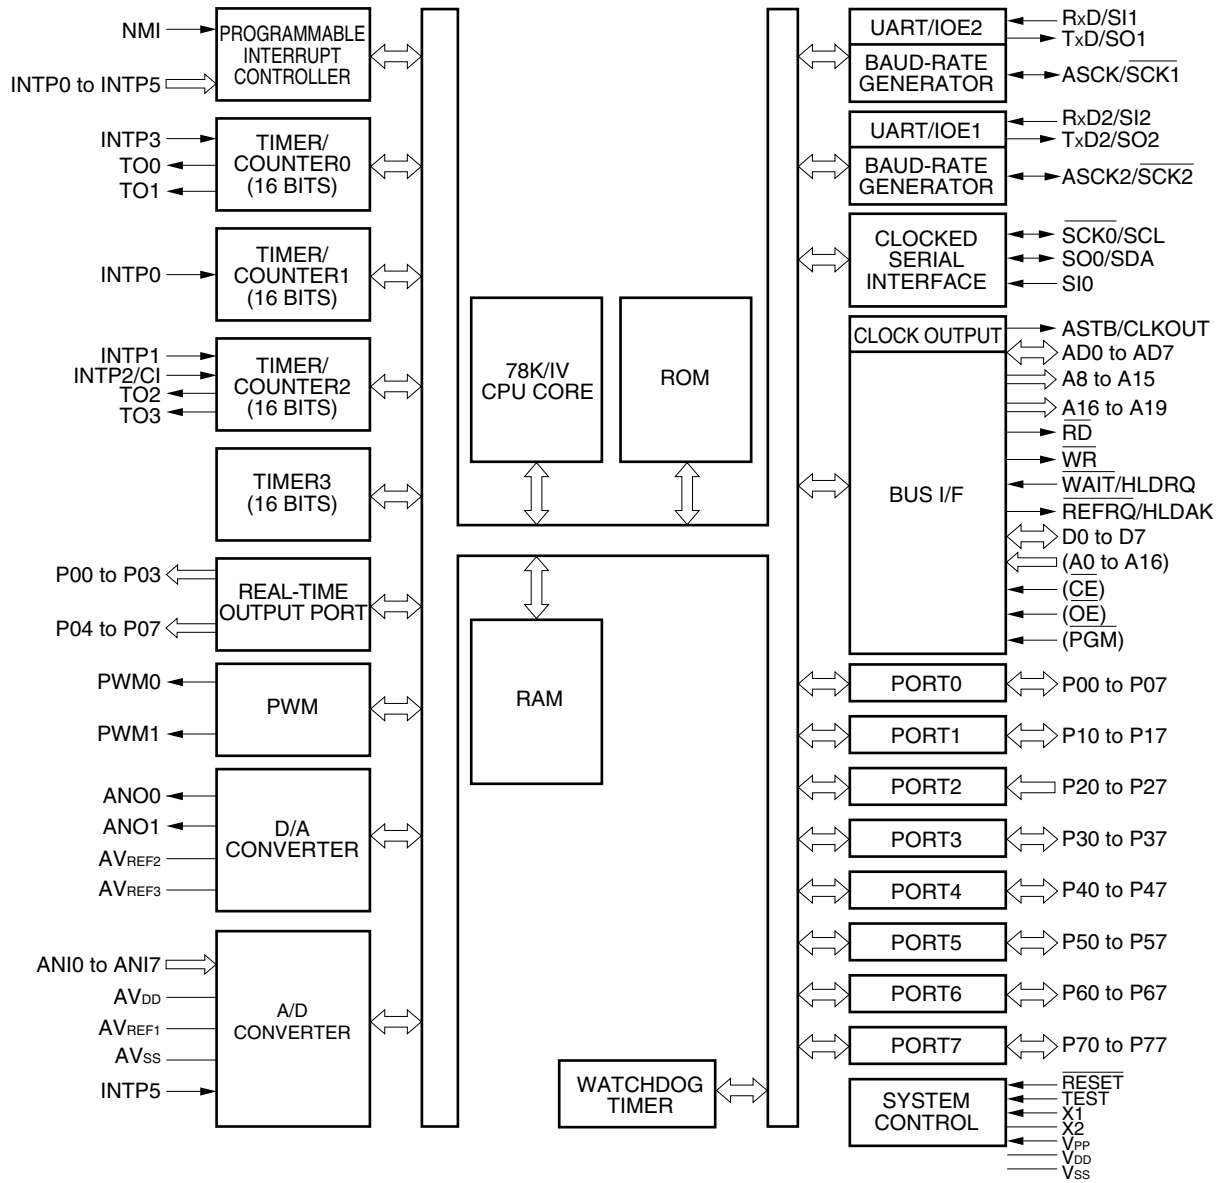 NMI
INTP0 to INTP5
PROGRAMMABLE
INTERRUPT
CONTROLLER
INTP3
TO0
TO1
TIMER/
COUNTER0
(16 BITS)
INTP0
TIMER/
COUNTER1
(16 BITS)
INTP1
INTP2/CI
TO2
TO3
TIMER/
COUNTER2
(16 BITS)
TIMER3
(16 BITS)
P00 to P03
P04 to P07
REAL-TIME
OUTPUT PORT
PWM0
PWM1
PWM
ANO0
ANO1
AVREF2
AVREF3
D/A
CONVERTER
ANI0 to ANI7
AVDD
AVREF1
AVSS
INTP5
A/D
CONVERTER
78K/IV
CPU CORE
ROM
RAM
WATCHDOG
TIMER
UART/IOE2
BAUD-RATE
GENERATOR
RxD/SI1
TxD/SO1
ASCK/SCK1
UART/IOE1
BAUD-RATE
GENERATOR
RxD2/SI2
TxD2/SO2
ASCK2/SCK2
CLOCKED
SERIAL
INTERFACE
SCK0/SCL
SO0/SDA
SI0
CLOCK OUTPUT
BUS I/F
ASTB/CLKOUT
AD0 to AD7
A8 to A15
A16 to A19
RD
WR
WAIT/HLDRQ
REFRQ/HLDAK
D0 to D7
(A0 to A16)
(CE)
(OE)
(PGM)
PORT0
P00 to P07
PORT1
P10 to P17
PORT2
P20 to P27
PORT3
P30 to P37
PORT4
P40 to P47
PORT5
P50 to P57
PORT6
P60 to P67
PORT7
P70 to P77
SYSTEM
CONTROL
RESET
TEST
X1
X2
VPP
VDD
VSS